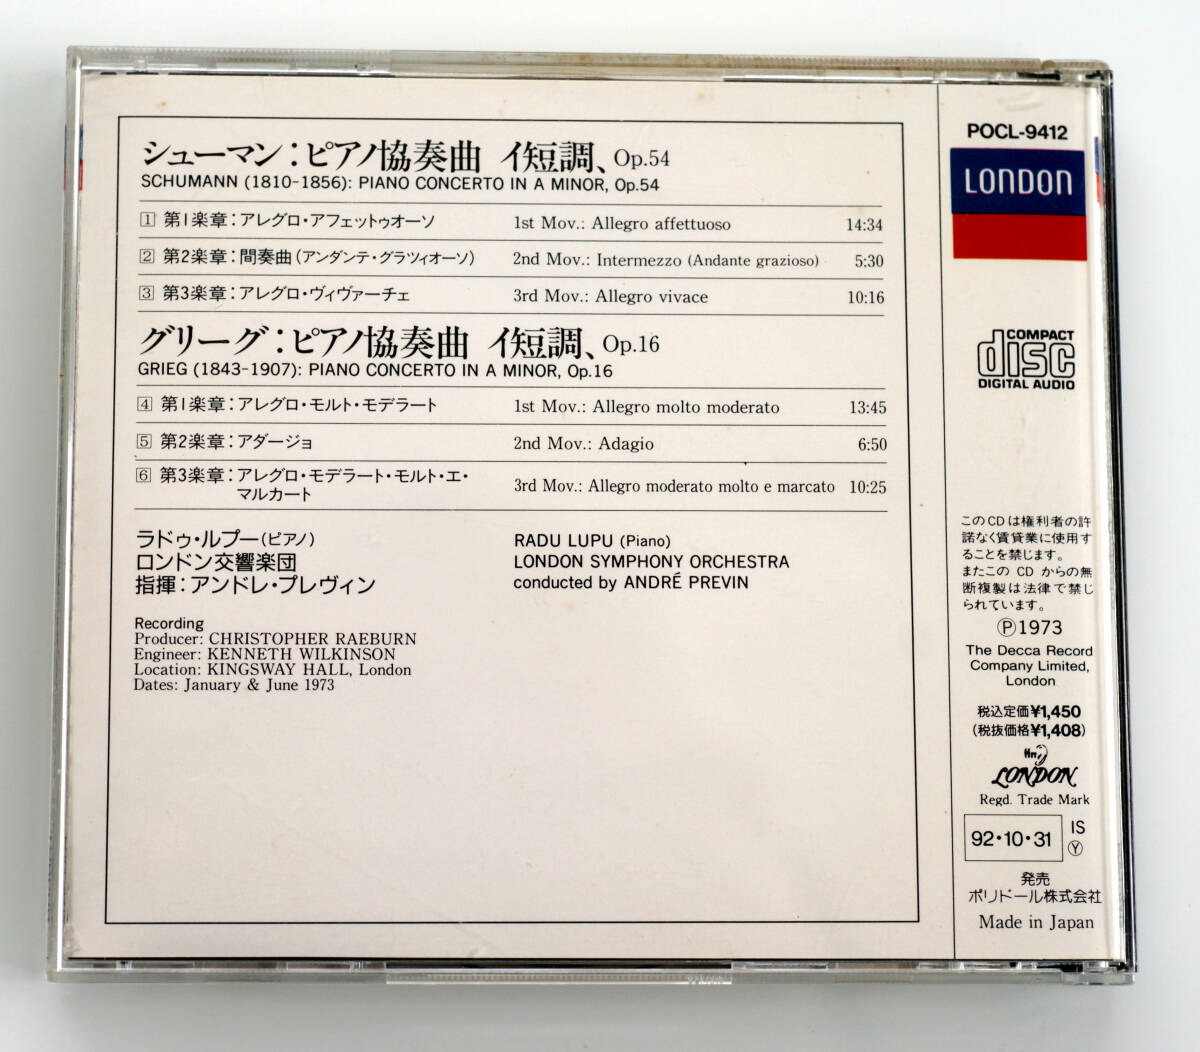 シューマン：ピアノ協奏曲 イ短調、Op.54
SCHUMANN (1810-1856): PIANO CONCERTO IN A MINOR, Op.54
1 第1楽章：アレグロ・アフェットゥオーソ 1st Mov.: Allegro affettuoso 14:34
2 第2楽章：間奏曲（アンダンテ・グラツィオーソ） 2nd Mov.: Intermezzo (Andante grazioso) 5:30
3 第3楽章：アレグロ・ヴィヴァーチェ 3rd Mov.: Allegro vivace 10:16
グリーグ：ピアノ協奏曲 イ短調、Op.16
GRIEG (1843-1907): PIANO CONCERTO IN A MINOR, Op.16
4 第1楽章：アレグロ・モルト・モデラート 1st Mov.: Allegro molto moderato 13:45
5 第2楽章：アダージョ 2nd Mov.: Adagio 6:50
6 第3楽章：アレグロ・モデラート・モルト・エ・
マルカート 3rd Mov.: Allegro moderato molto e marcato 10:25
ラドゥ・ルプー（ピアノ） RADU LUPU (Piano)
ロンドン交響楽団 LONDON SYMPHONY ORCHESTRA
指揮：アンドレ・プレヴィン conducted by ANDRÉ PREVIN
Recording
Producer: CHRISTOPHER RAEBURN
Engineer: KENNETH WILKINSON
Location: KINGSWAY HALL, London
Dates: January & June 1973
POCL-9412
LONDON
COMPACT
disc
DIGITAL AUDIO
このCDは権利者の許
諾なく賃貸業に使用す
ることを禁じます。
またこの CD からの無
断複製は法律で禁じ
られています。
Ⓟ1973
The Decca Record
Company Limited,
London
税込定価¥1,450
(税抜価格¥1,408)
ffrr
LONDON
Regd. Trade Mark
92・10・31 IS
Ⓨ
発売
ポリドール株式会社
Made in Japan